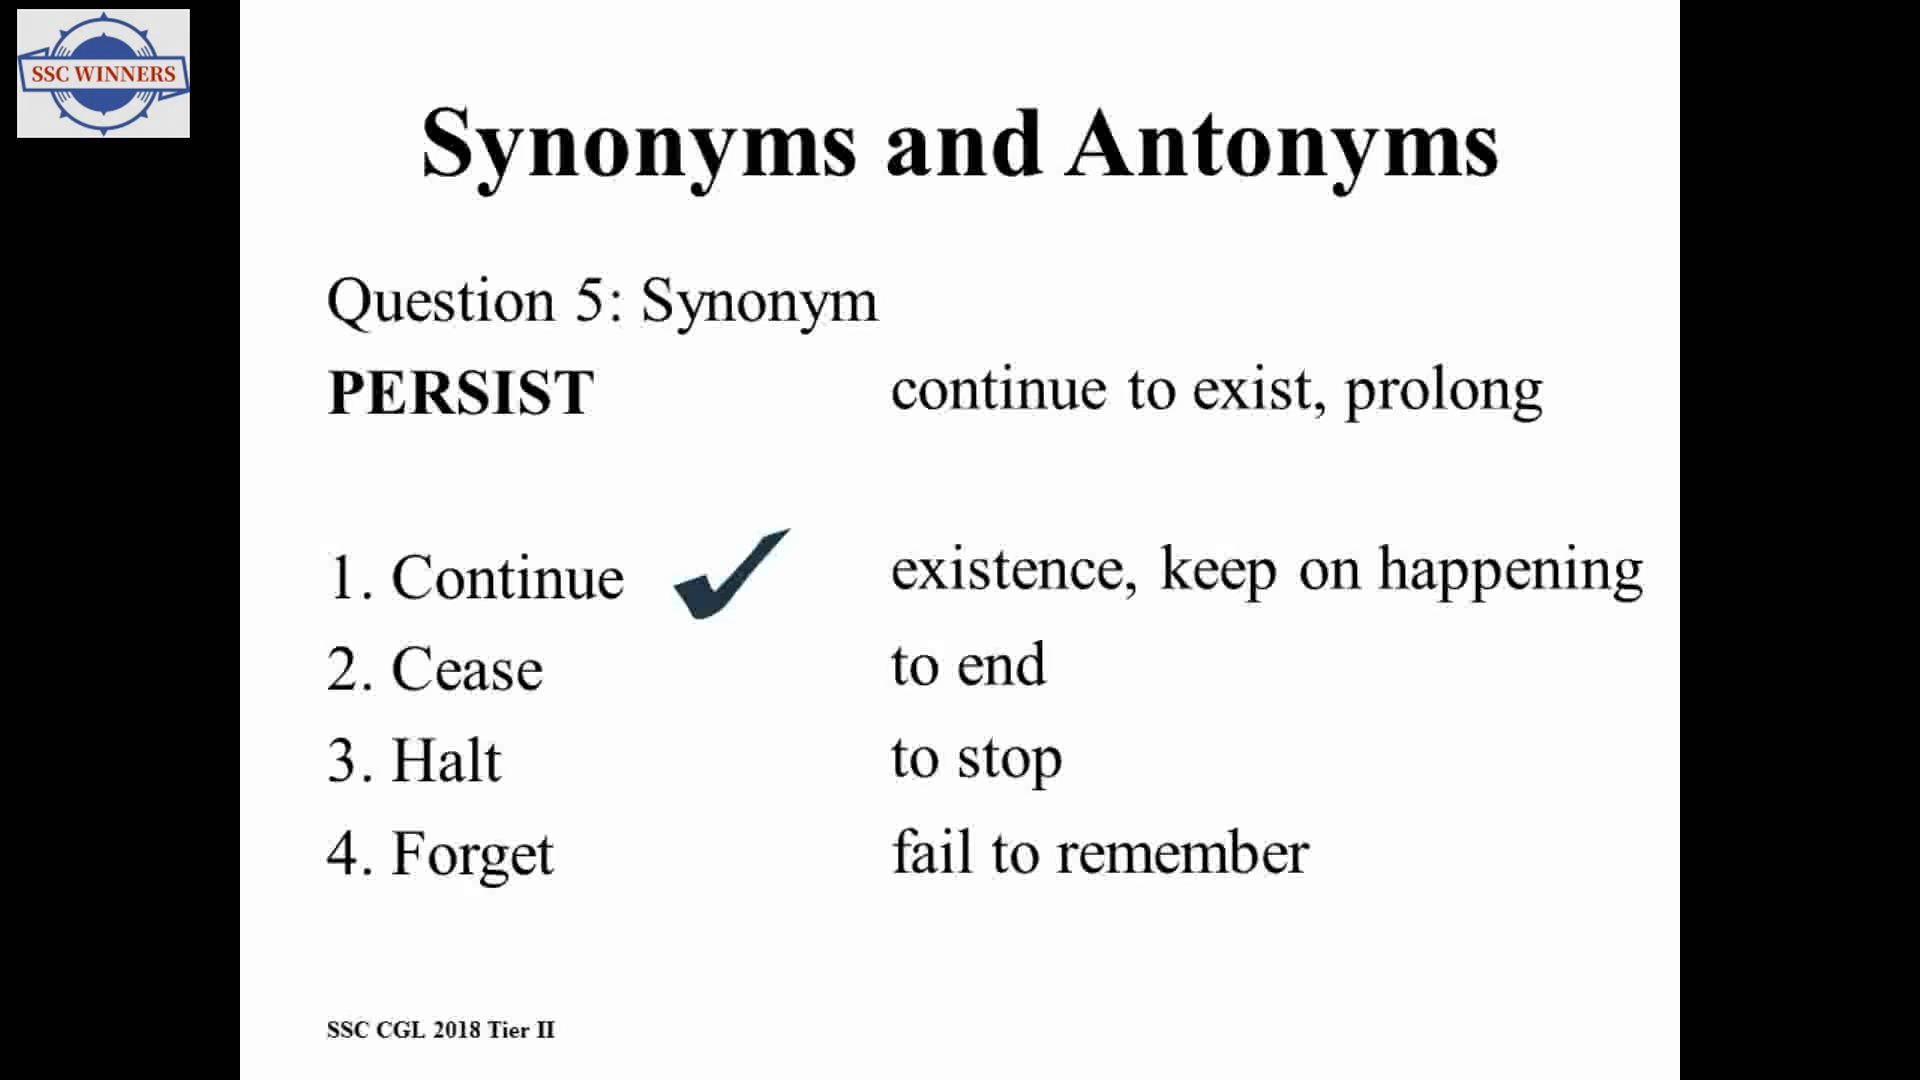 SSC WINNERS
Synonyms and Antonyms
Question 5: Synonym
PERSIST continue to exist, prolong
1. Continue existence, keep on happening
2. Cease to end
3. Halt to stop
4. Forget fail to remember
SSC CGL 2018 Tier II